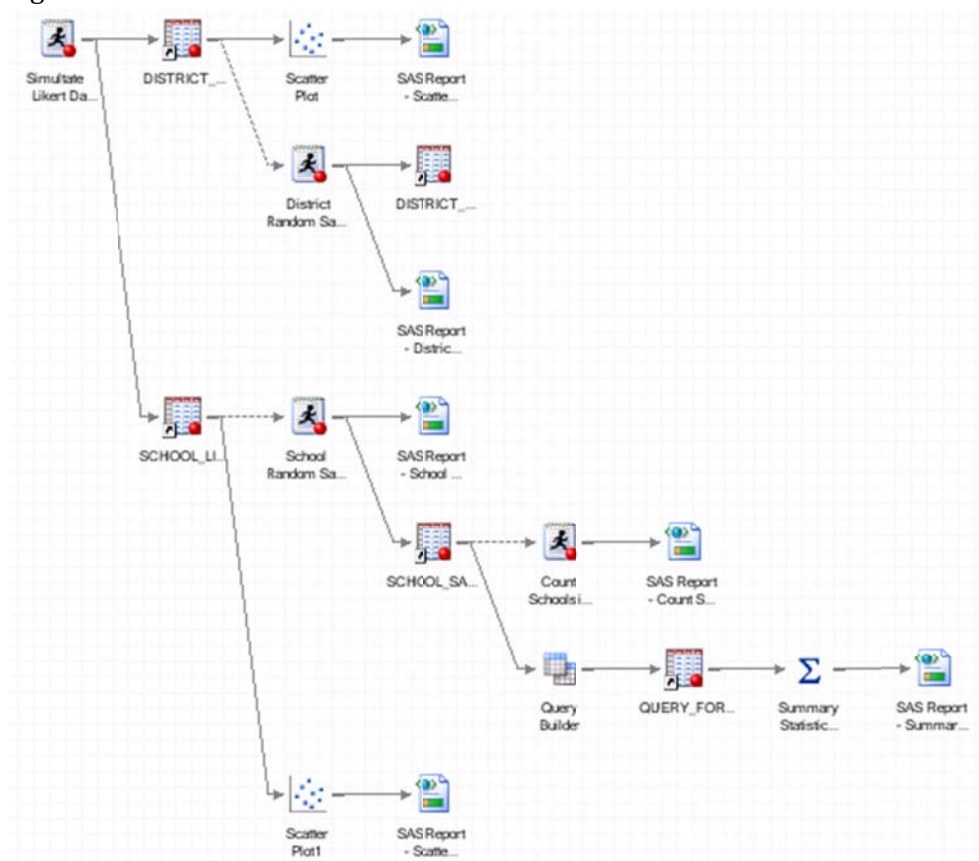 Simultate
Likert Da...
DISTRICT_...
Scatter
Plot
SAS Report
- Scatte...
District
Random Sa...
DISTRICT_...
SAS Report
- Distric...
SCHOOL_LI...
School
Random Sa...
SAS Report
- School ...
SCHOOL_SA...
Count
Schools i...
SAS Report
- Count S...
Query
Builder
QUERY_FOR...
Summary
Statistic...
SAS Report
- Summar...
Scatter
Plot1
SAS Report
- Scatte...